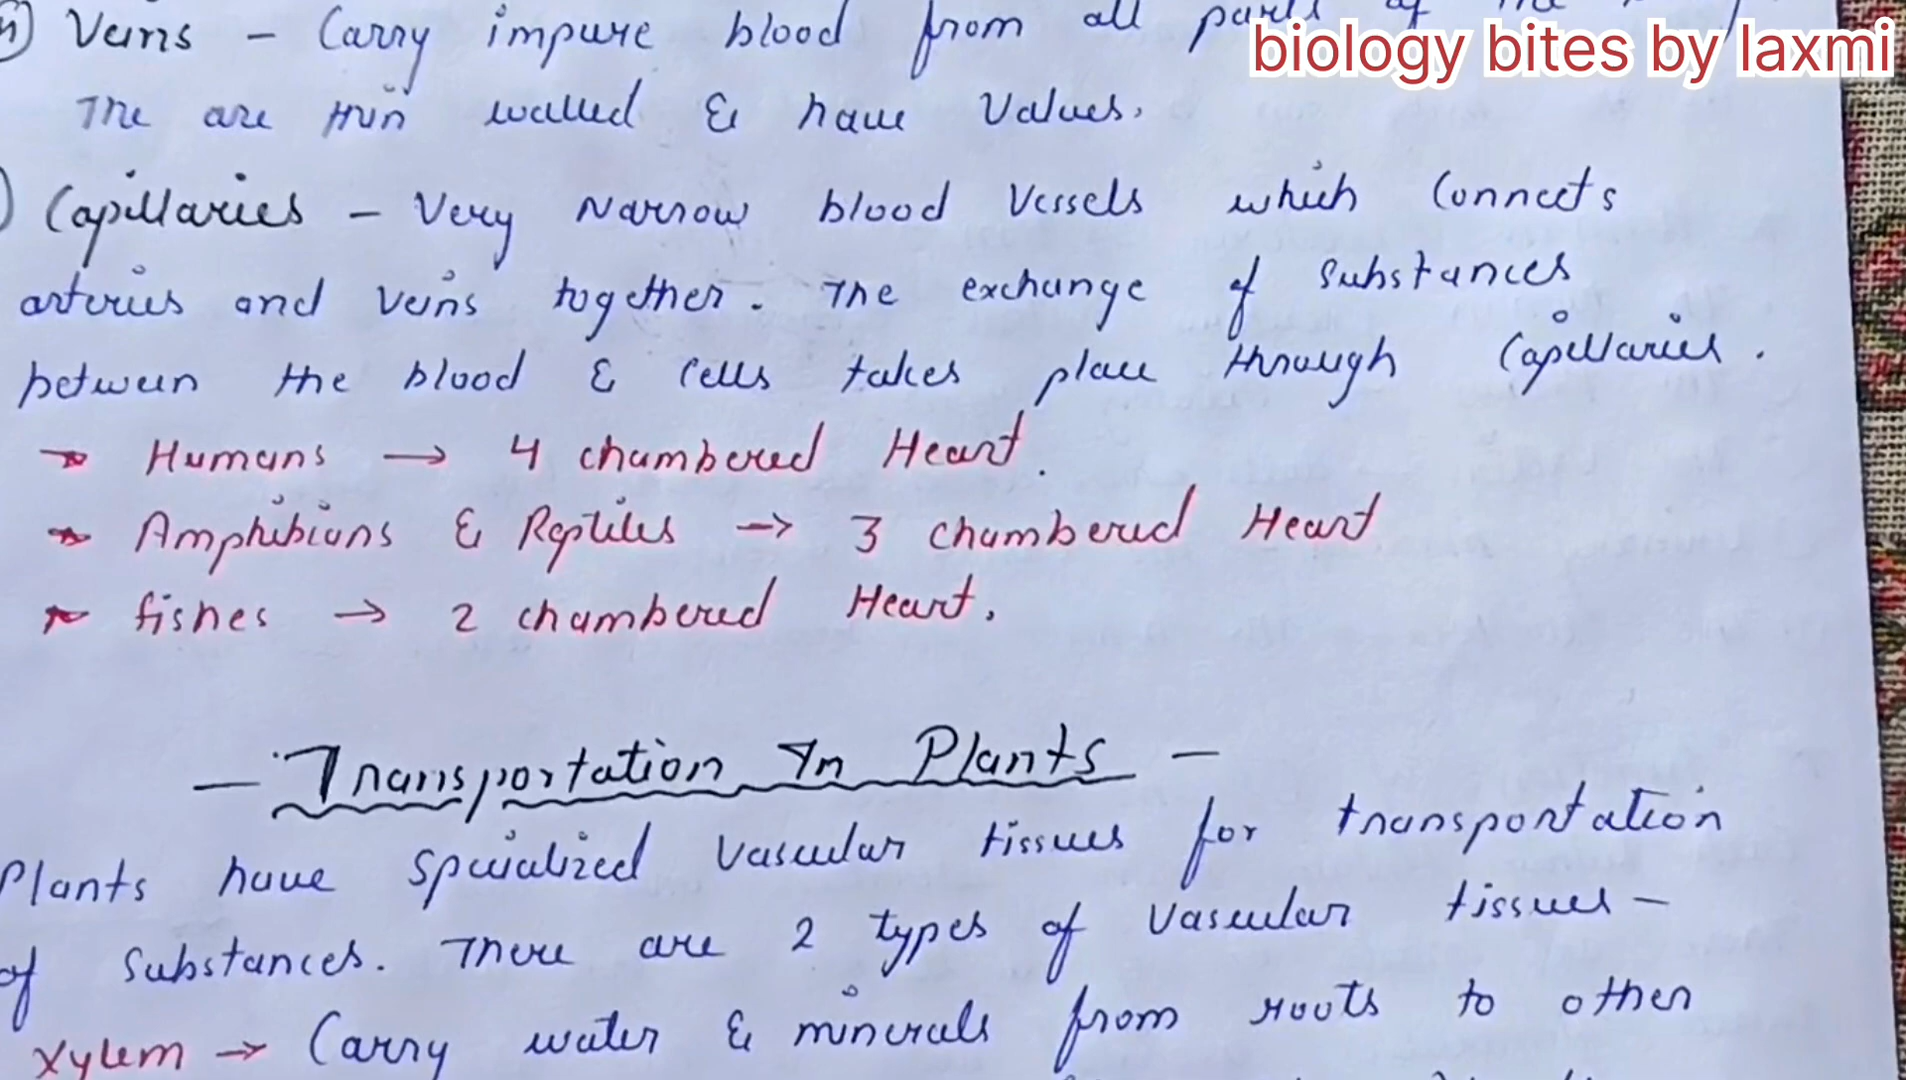 Veins - Carry impure blood from all parts of the
biology bites by laxmi
The are thin walled & have Values.
Capillaries - Very Narrow blood Vessels which Connects
arteries and veins together. The exchange of substances
between the blood & cells takes place through Capillaries.
→ Humans → 4 chambered Heart.
→ Amphibians & Reptiles → 3 chambered Heart
→ fishes → 2 chambered Heart.
- Transportation In Plants -
Plants have specialized vascular tissues for transportation
of substances. There are 2 types of vascular tissues -
Xylem → Carry water & minerals from roots to other